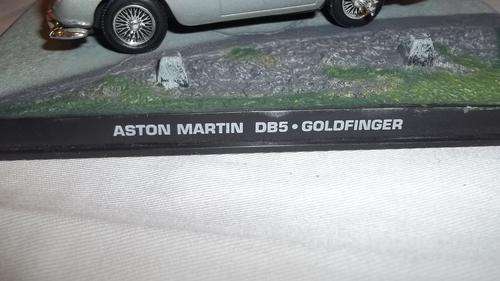 ASTON MARTIN DB5 • GOLDFINGER